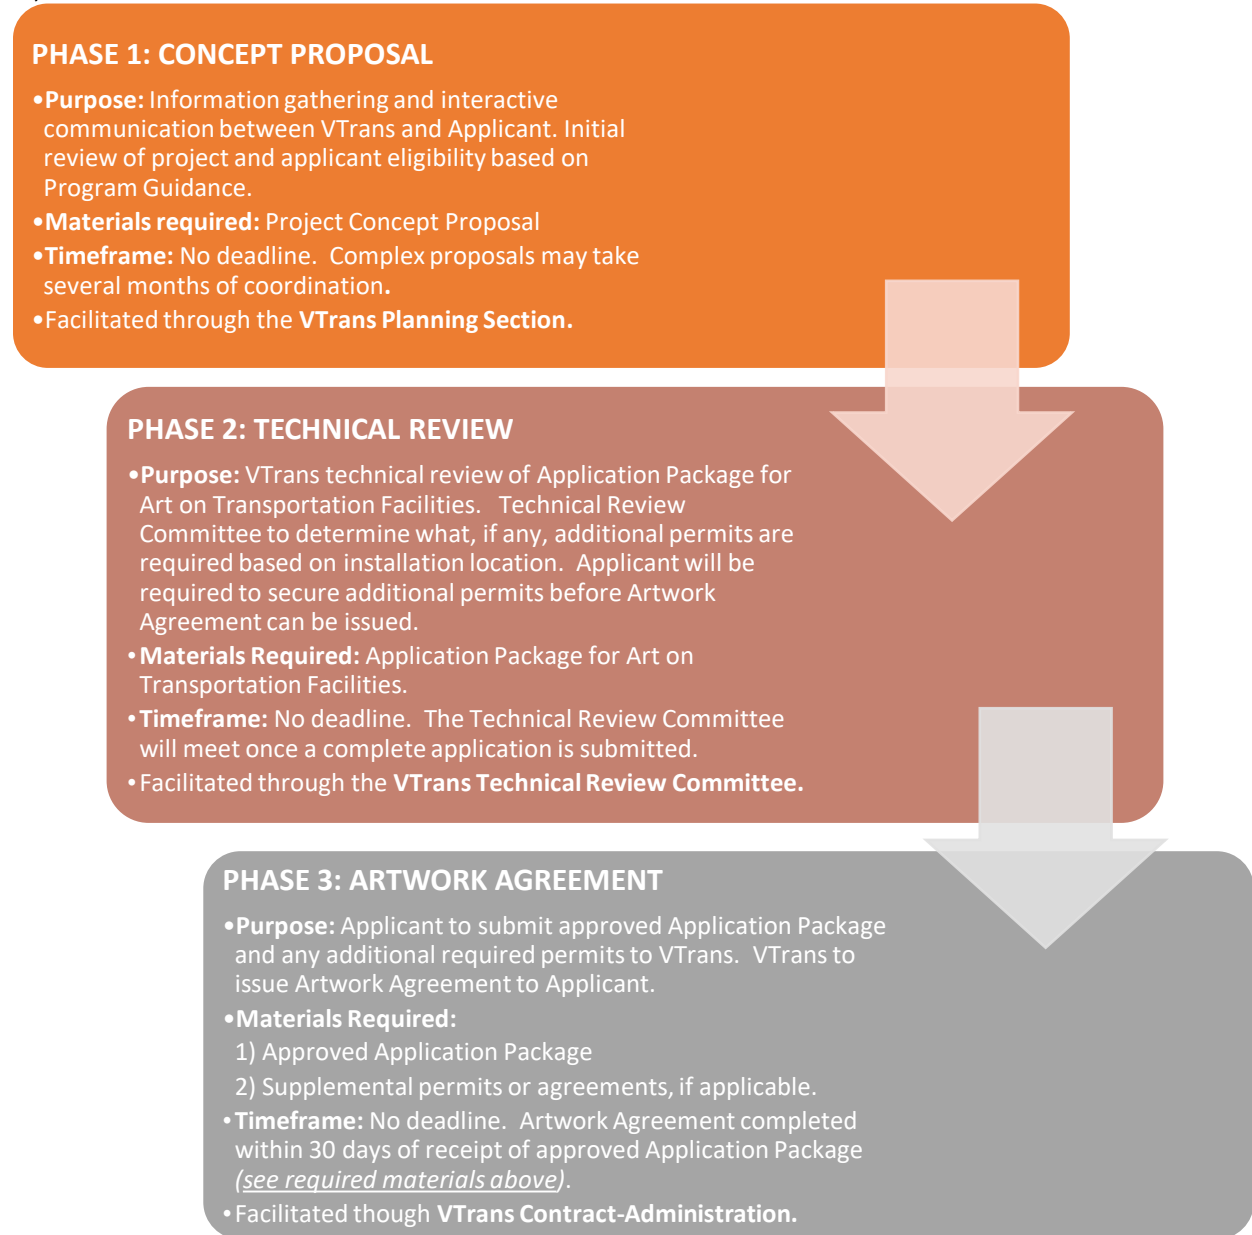 PHASE 1: CONCEPT PROPOSAL
•Purpose: Information gathering and interactive
communication between VTrans and Applicant. Initial
review of project and applicant eligibility based on
Program Guidance.
•Materials required: Project Concept Proposal
•Timeframe: No deadline. Complex proposals may take
several months of coordination.
•Facilitated through the VTrans Planning Section.
PHASE 2: TECHNICAL REVIEW
•Purpose: VTrans technical review of Application Package for
Art on Transportation Facilities. Technical Review
Committee to determine what, if any, additional permits are
required based on installation location. Applicant will be
required to secure additional permits before Artwork
Agreement can be issued.
•Materials Required: Application Package for Art on
Transportation Facilities.
•Timeframe: No deadline. The Technical Review Committee
will meet once a complete application is submitted.
•Facilitated through the VTrans Technical Review Committee.
PHASE 3: ARTWORK AGREEMENT
•Purpose: Applicant to submit approved Application Package
and any additional required permits to VTrans. VTrans to
issue Artwork Agreement to Applicant.
•Materials Required:
1) Approved Application Package
2) Supplemental permits or agreements, if applicable.
•Timeframe: No deadline. Artwork Agreement completed
within 30 days of receipt of approved Application Package
(see required materials above).
•Facilitated though VTrans Contract-Administration.